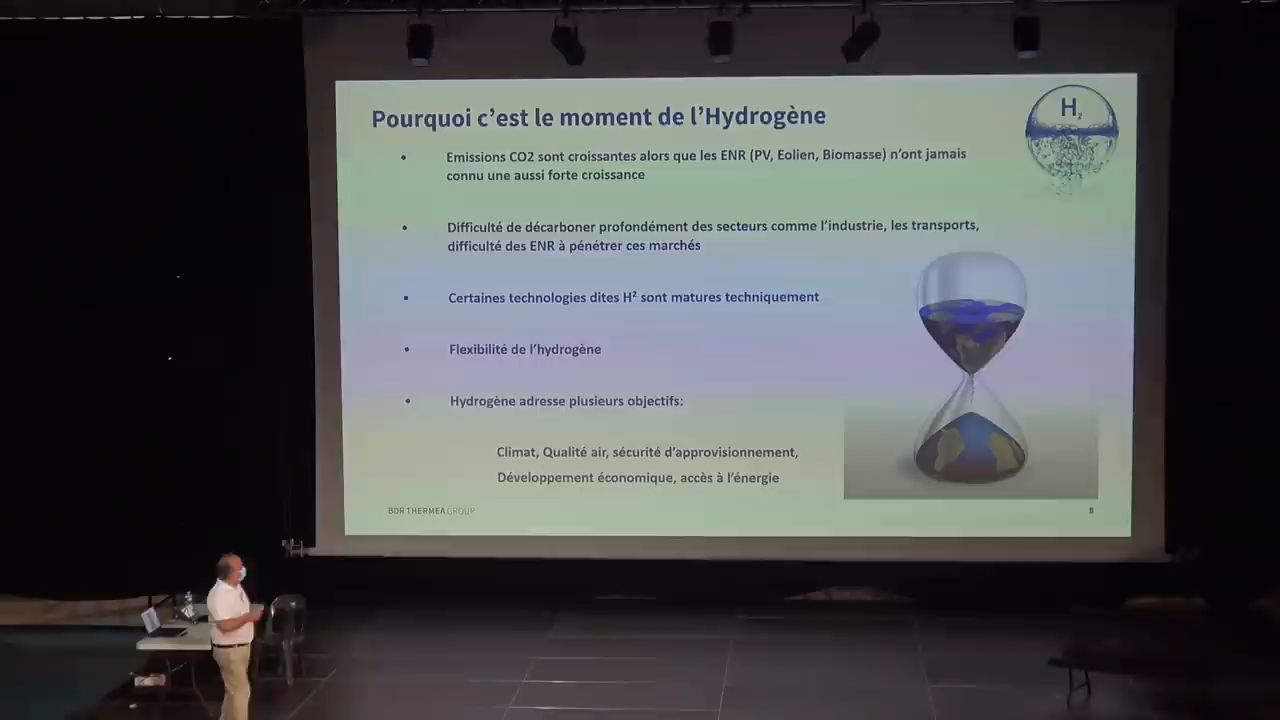 Pourquoi c'est le moment de l'Hydrogène
H₂
• Emissions CO2 sont croissantes alors que les ENR (PV, Eolien, Biomasse) n'ont jamais
connu une aussi forte croissance
• Difficulté de décarboner profondément des secteurs comme l'industrie, les transports,
difficulté des ENR à pénétrer ces marchés
• Certaines technologies dites H² sont matures techniquement
• Flexibilité de l'hydrogène
• Hydrogène adresse plusieurs objectifs:
Climat, Qualité air, sécurité d'approvisionnement,
Développement économique, accès à l'énergie
BDR THERMEA GROUP
8